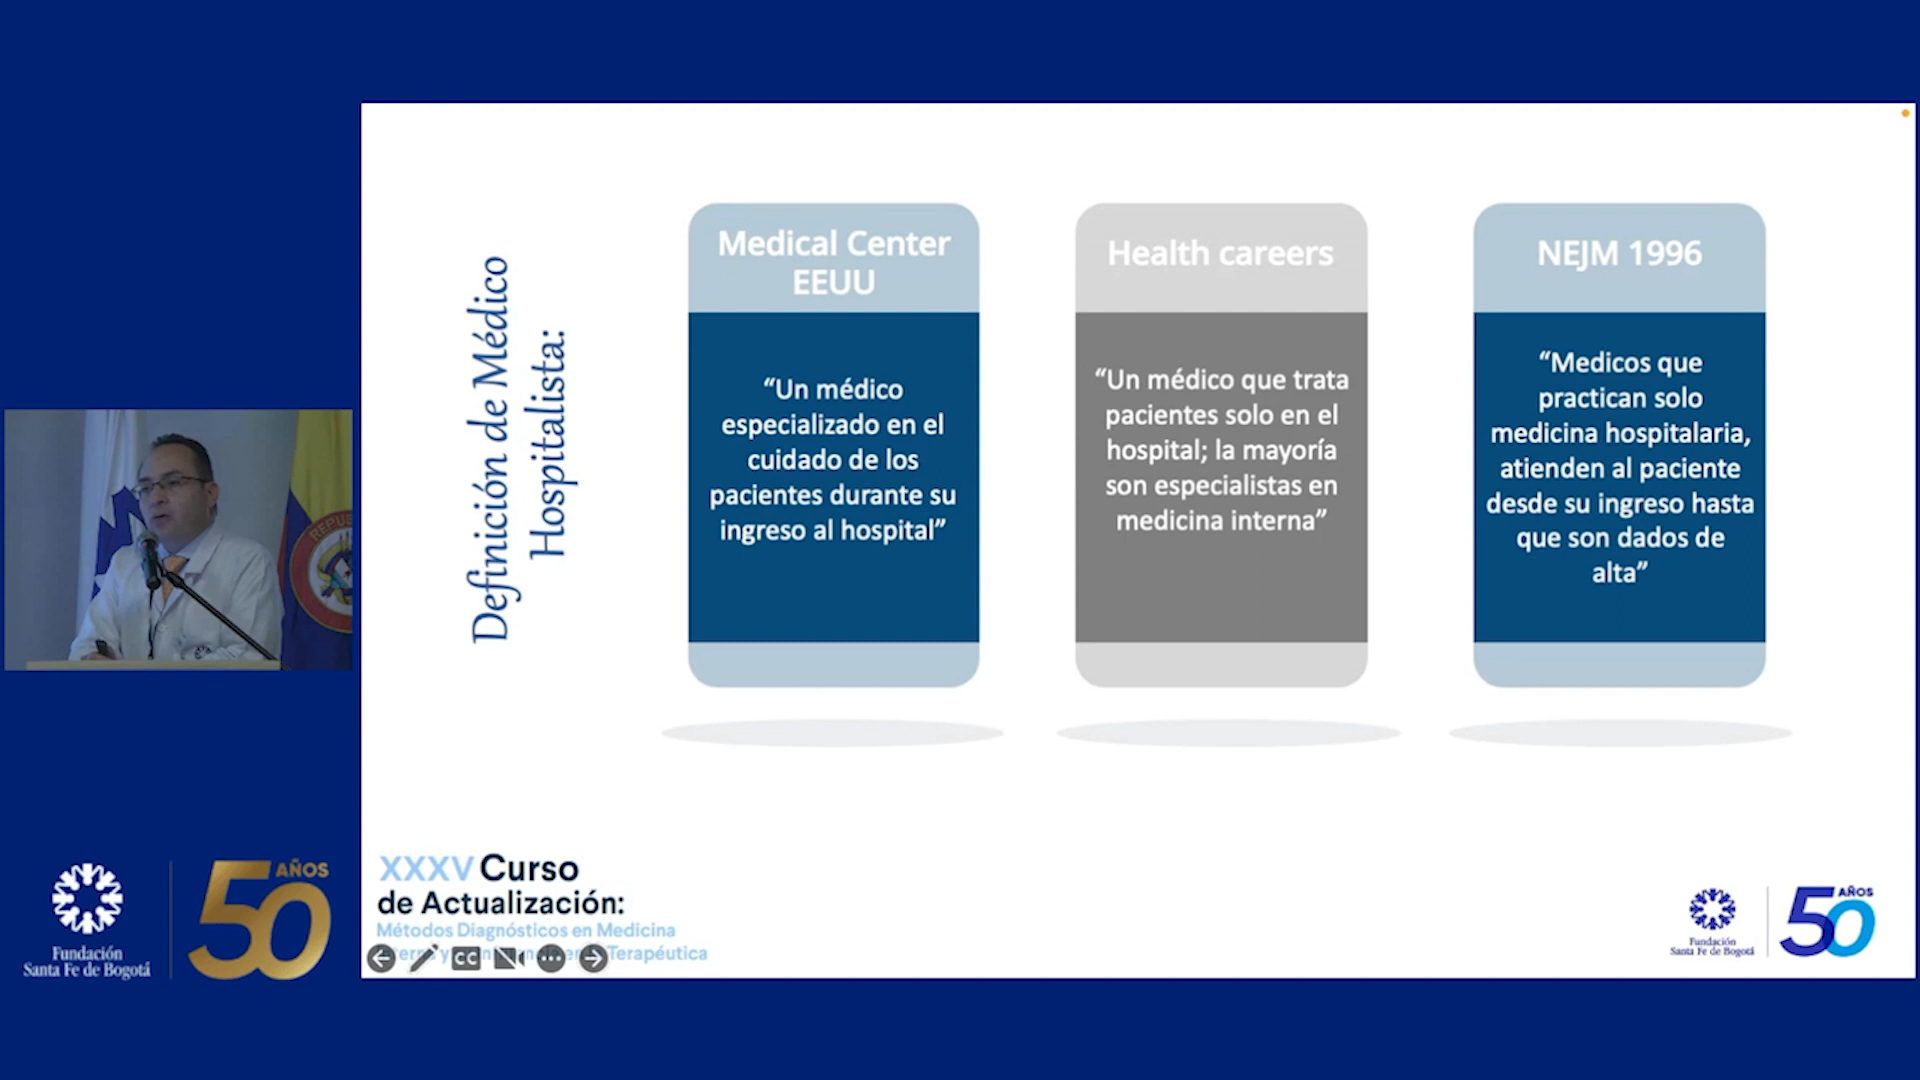 Definición de Médico
Hospitalista:
Medical Center
EEUU
“Un médico
especializado en el
cuidado de los
pacientes durante su
ingreso al hospital”
Health careers
“Un médico que trata
pacientes solo en el
hospital; la mayoría
son especialistas en
medicina interna”
NEJM 1996
“Medicos que
practican solo
medicina hospitalaria,
atienden al paciente
desde su ingreso hasta
que son dados de
alta”
REPUB
XXXV Curso
de Actualización:
Métodos Diagnósticos en Medicina
Terapéutica
CC
Fundación
Santa Fe de Bogotá
50 AÑOS
Fundación
Santa Fe de Bogotá
50 AÑOS